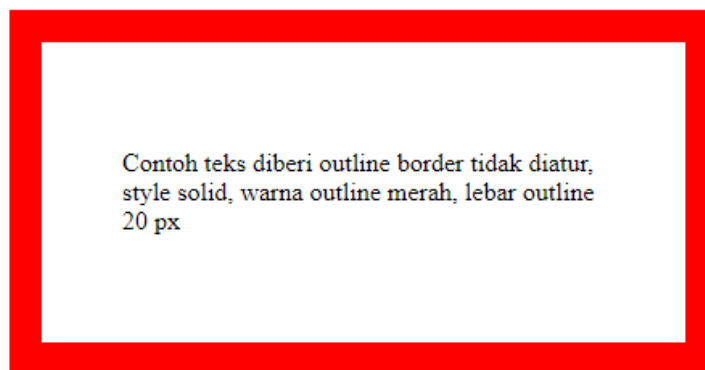 Contoh teks diberi outline border tidak diatur,
style solid, warna outline merah, lebar outline
20 px